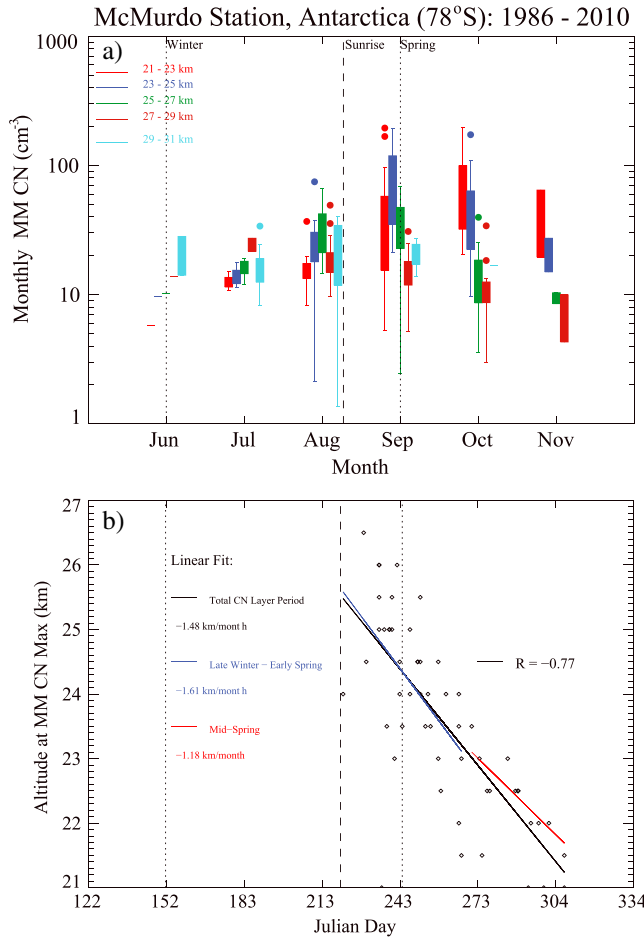 McMurdo Station, Antarctica (78°S): 1986 - 2010
1000
100
10
1
Monthly MM CN (cm-3)
a)
Winter
Sunrise
Spring
21 - 23 km
23 - 25 km
25 - 27 km
27 - 29 km
29 - 31 km
Jun
Jul
Aug
Sep
Oct
Nov
Month
27
26
25
24
23
22
21
Altitude at MM CN Max (km)
b)
Linear Fit:
Total CN Layer Period
−1.48 km/mont h
Late Winter − Early Spring
−1.61 km/mont h
Mid−Spring
−1.18 km/month
R = −0.77
122
152
183
213
243
273
304
334
Julian Day